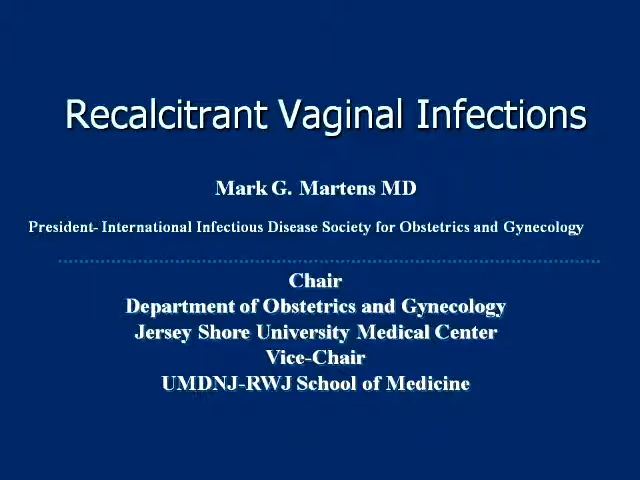 Recalcitrant Vaginal Infections
Mark G. Martens MD
President- International Infectious Disease Society for Obstetrics and Gynecology
Chair
Department of Obstetrics and Gynecology
Jersey Shore University Medical Center
Vice-Chair
UMDNJ-RWJ School of Medicine